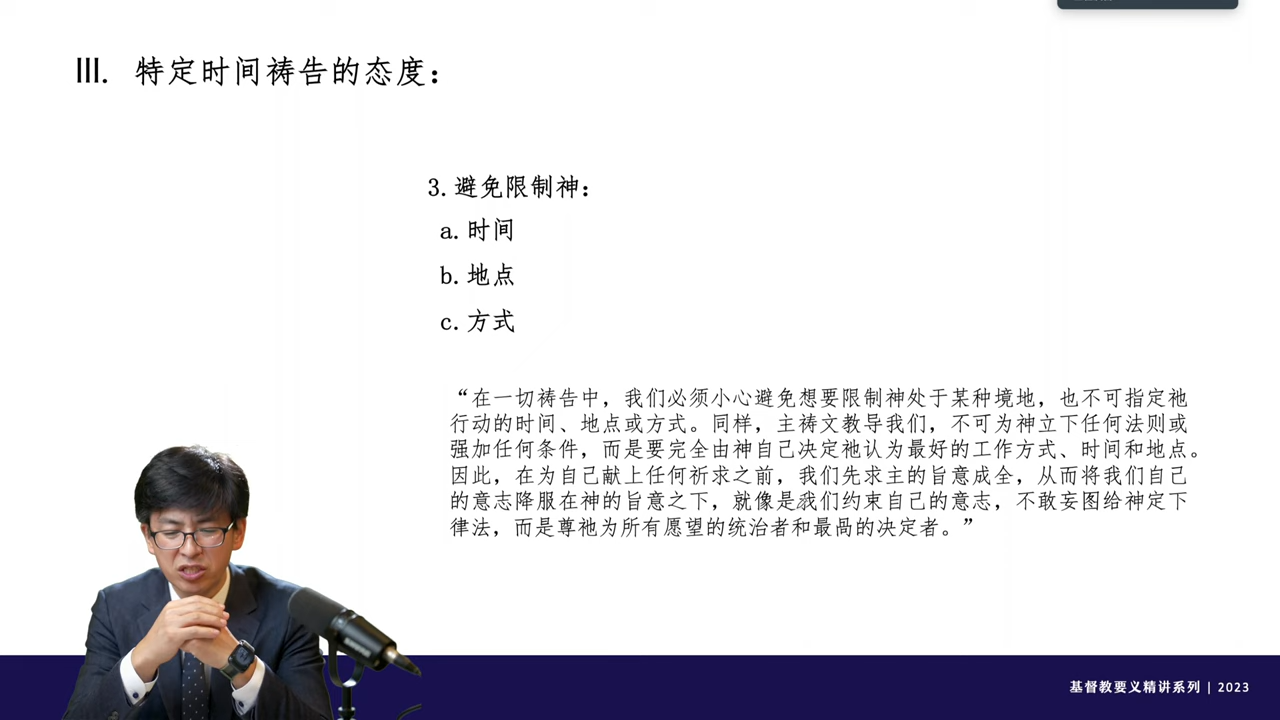 III. 特定时间祷告的态度：
3. 避免限制神：
a. 时间
b. 地点
c. 方式
“在一切祷告中，我们必须小心避免想要限制神处于某种境地，也不可指定祂
行动的时间、地点或方式。同样，主祷文教导我们，不可为神立下任何法则或
强加任何条件，而是要完全由神自己决定祂认为最好的工作方式、时间和地点。
因此，在为自己献上任何祈求之前，我们先求主的旨意成全，从而将我们自己
的意志降服在神的旨意之下，就像是我们约束自己的意志，不敢妄图给神定下
律法，而是尊祂为所有愿望的统治者和最高的决定者。”
基督教要义精讲系列 | 2023